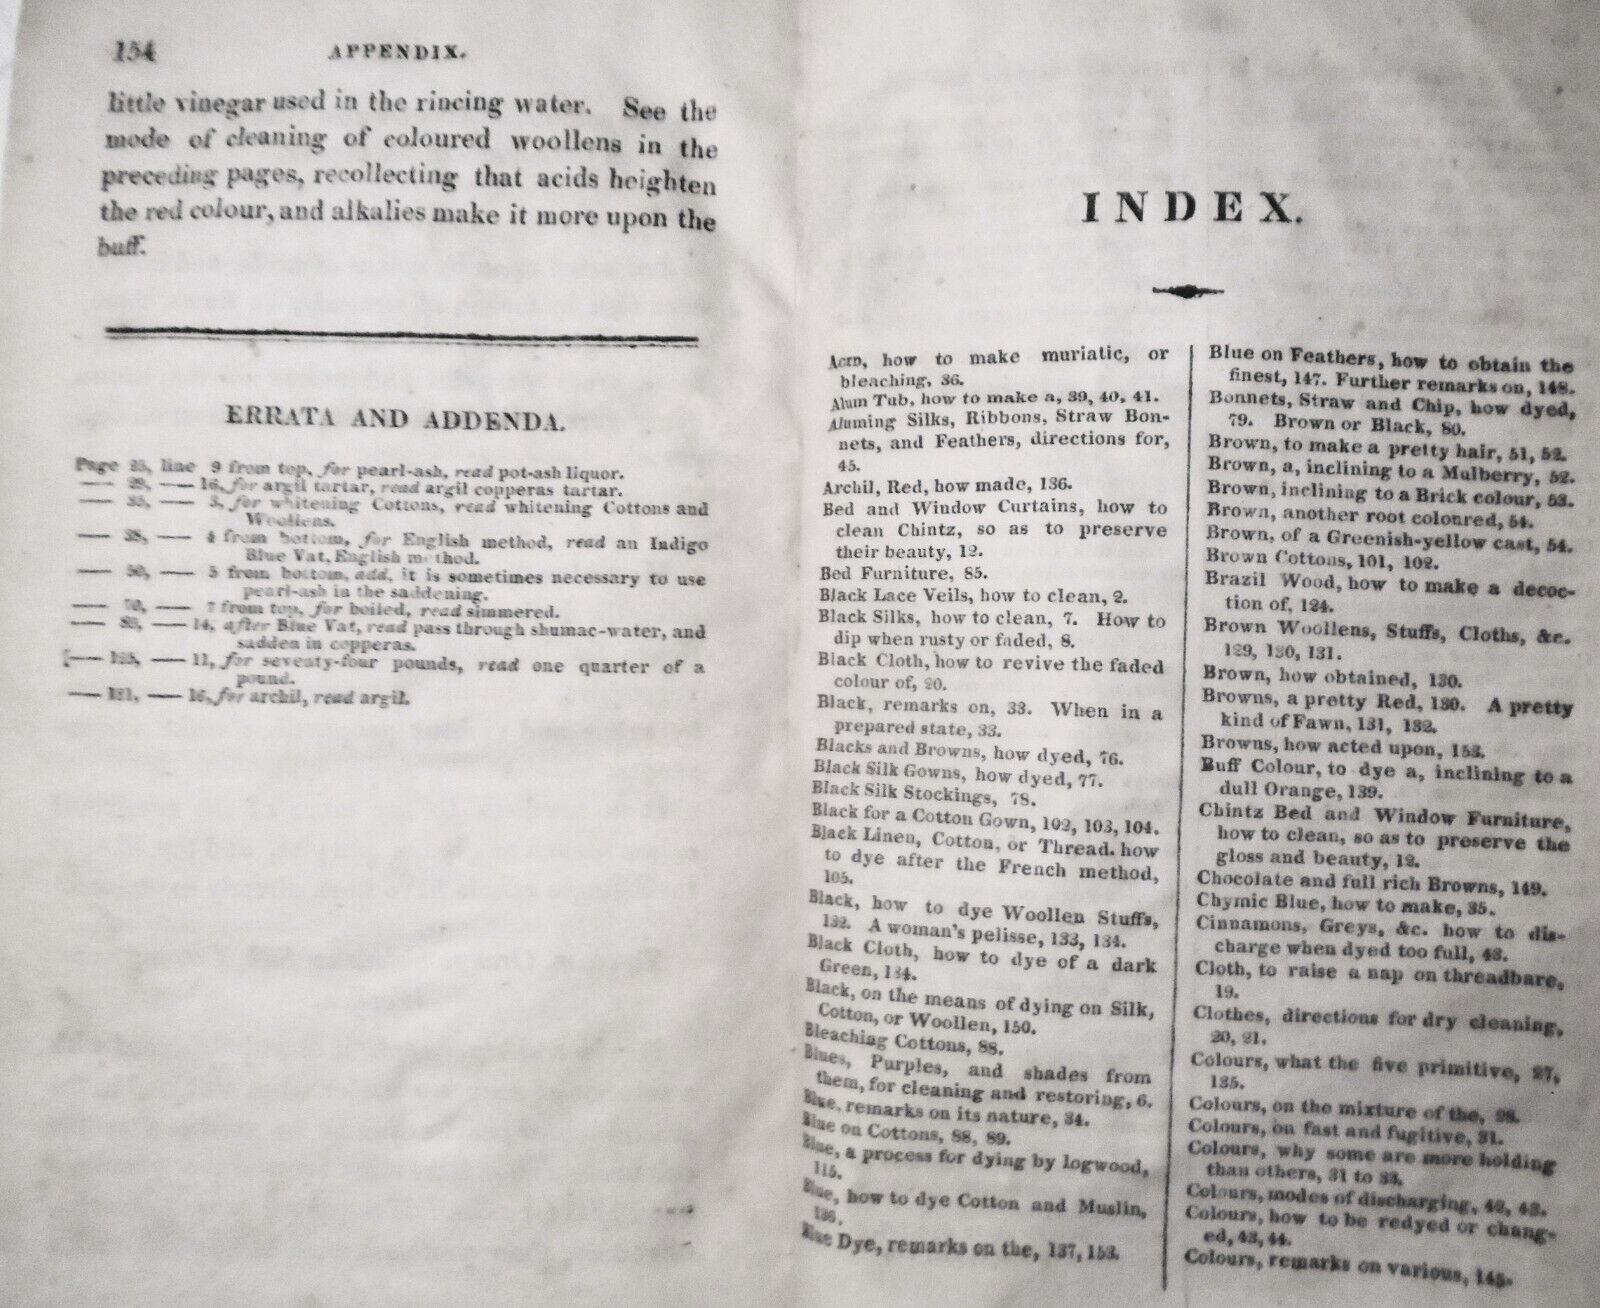 154 APPENDIX.
little vinegar used in the rincing water. See the
mode of cleaning of coloured woollens in the
preceding pages, recollecting that acids heighten
the red colour, and alkalies make it more upon the
buff.
ERRATA AND ADDENDA.
Page 25, line 9 from top, for pearl-ash, read pot-ash liquor.
— 29, — 16, for argil tartar, read argil copperas tartar.
— 35, — 3, for whitening Cottons, read whitening Cottons and
Woollens.
— 38, — 4 from bottom, for English method, read an Indigo
Blue Vat, English method.
— 50, — 5 from bottom, add, it is sometimes necessary to use
pearl-ash in the saddening.
— 70, — 7 from top, for boiled, read simmered.
— — 14, after Blue Vat, read pass through shumac-water, and
sadden in copperas.
— — 11, for seventy-four pounds, read one quarter of a
pound.
— 131, — 16, for archil, read argil.
INDEX.
ACID, how to make muriatic, or
bleaching, 36.
Alum Tub, how to make a, 39, 40, 41.
Aluming Silks, Ribbons, Straw Bon-
nets, and Feathers, directions for,
45.
Archil, Red, how made, 136.
Bed and Window Curtains, how to
clean Chintz, so as to preserve
their beauty, 12.
Bed Furniture, 85.
Black Lace Veils, how to clean, 2.
Black Silks, how to clean, 7. How to
dip when rusty or faded, 8.
Black Cloth, how to revive the faded
colour of, 20.
Black, remarks on, 33. When in a
prepared state, 33.
Blacks and Browns, how dyed, 76.
Black Silk Gowns, how dyed, 77.
Black Silk Stockings, 78.
Black for a Cotton Gown, 102, 103, 104.
Black Linen, Cotton, or Thread. how
to dye after the French method,
105.
Black, how to dye Woollen Stuffs,
132. A woman's pelisse, 133, 134.
Black Cloth, how to dye of a dark
Green, 134.
Black, on the means of dying on Silk,
Cotton, or Woollen, 150.
Bleaching Cottons, 88.
Blues, Purples, and shades from
them, for cleaning and restoring, 6.
Blue, remarks on its nature, 34.
Blue on Cottons, 88, 89.
Blue, a process for dying by logwood,
115.
Blue, how to dye Cotton and Muslin,
136.
Blue Dye, remarks on the, 137, 153.
Blue on Feathers, how to obtain the
finest, 147. Further remarks on, 148.
Bonnets, Straw and Chip, how dyed,
79. Brown or Black, 80.
Brown, to make a pretty hair, 51, 52.
Brown, a, inclining to a Mulberry, 52.
Brown, inclining to a Brick colour, 53.
Brown, another root coloured, 54.
Brown, of a Greenish-yellow cast, 54.
Brown Cottons, 101, 102.
Brazil Wood, how to make a decoc-
tion of, 124.
Brown Woollens, Stuffs, Cloths, &c.
129, 130, 131.
Brown, how obtained, 130.
Browns, a pretty Red, 130. A pretty
kind of Fawn, 131, 132.
Browns, how acted upon, 153.
Buff Colour, to dye a, inclining to a
dull Orange, 139.
Chintz Bed and Window Furniture,
how to clean, so as to preserve the
gloss and beauty, 12.
Chocolate and full rich Browns, 149.
Chymic Blue, how to make, 35.
Cinnamons, Greys, &c. how to dis-
charge when dyed too full, 43.
Cloth, to raise a nap on threadbare,
19.
Clothes, directions for dry cleaning,
20, 21.
Colours, what the five primitive, 27,
135.
Colours, on the mixture of the, 28.
Colours, on fast and fugitive, 31.
Colours, why some are more holding
than others, 31 to 33.
Colours, modes of discharging, 42, 43.
Colours, how to be redyed or chang-
ed, 43, 44.
Colours, remarks on various, 145.